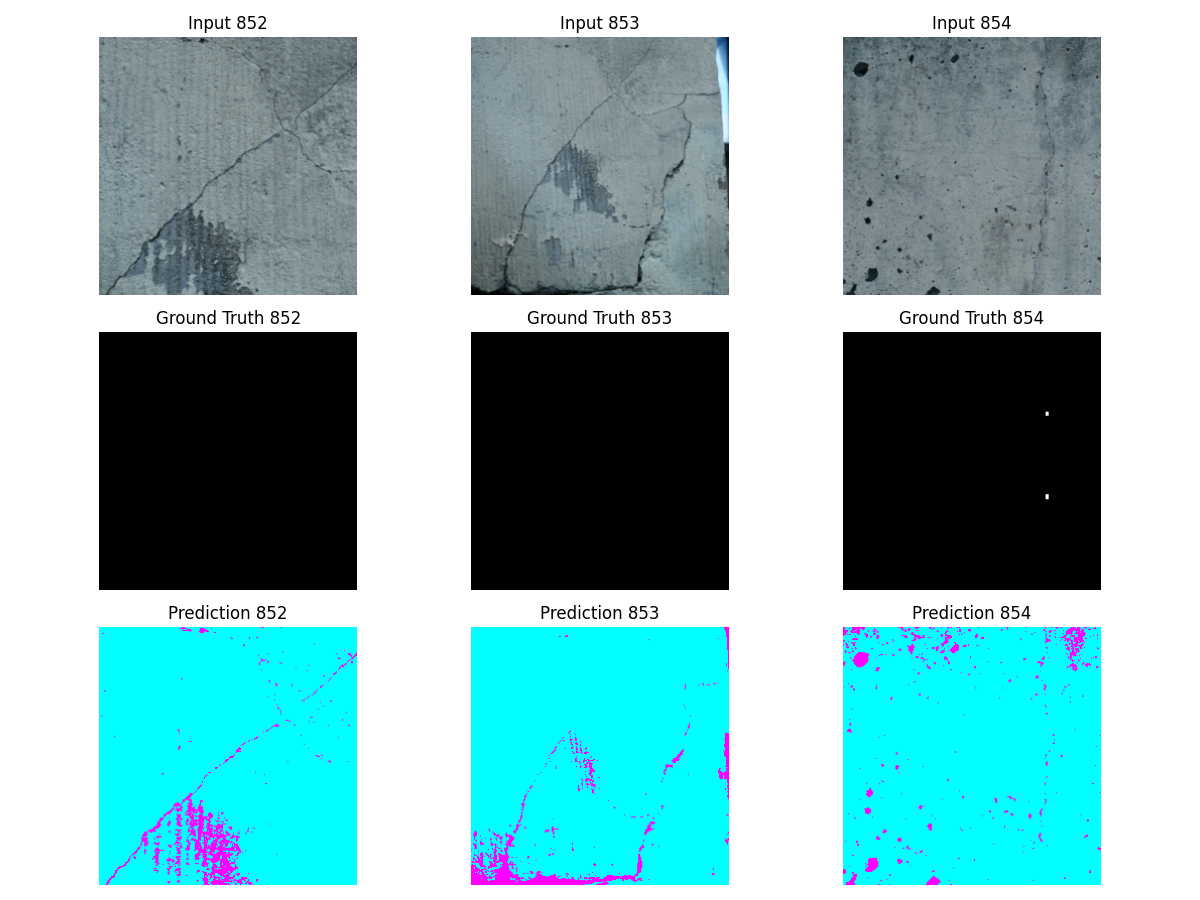 Input 852
Input 853
Input 854
Ground Truth 852
Ground Truth 853
Ground Truth 854
Prediction 852
Prediction 853
Prediction 854